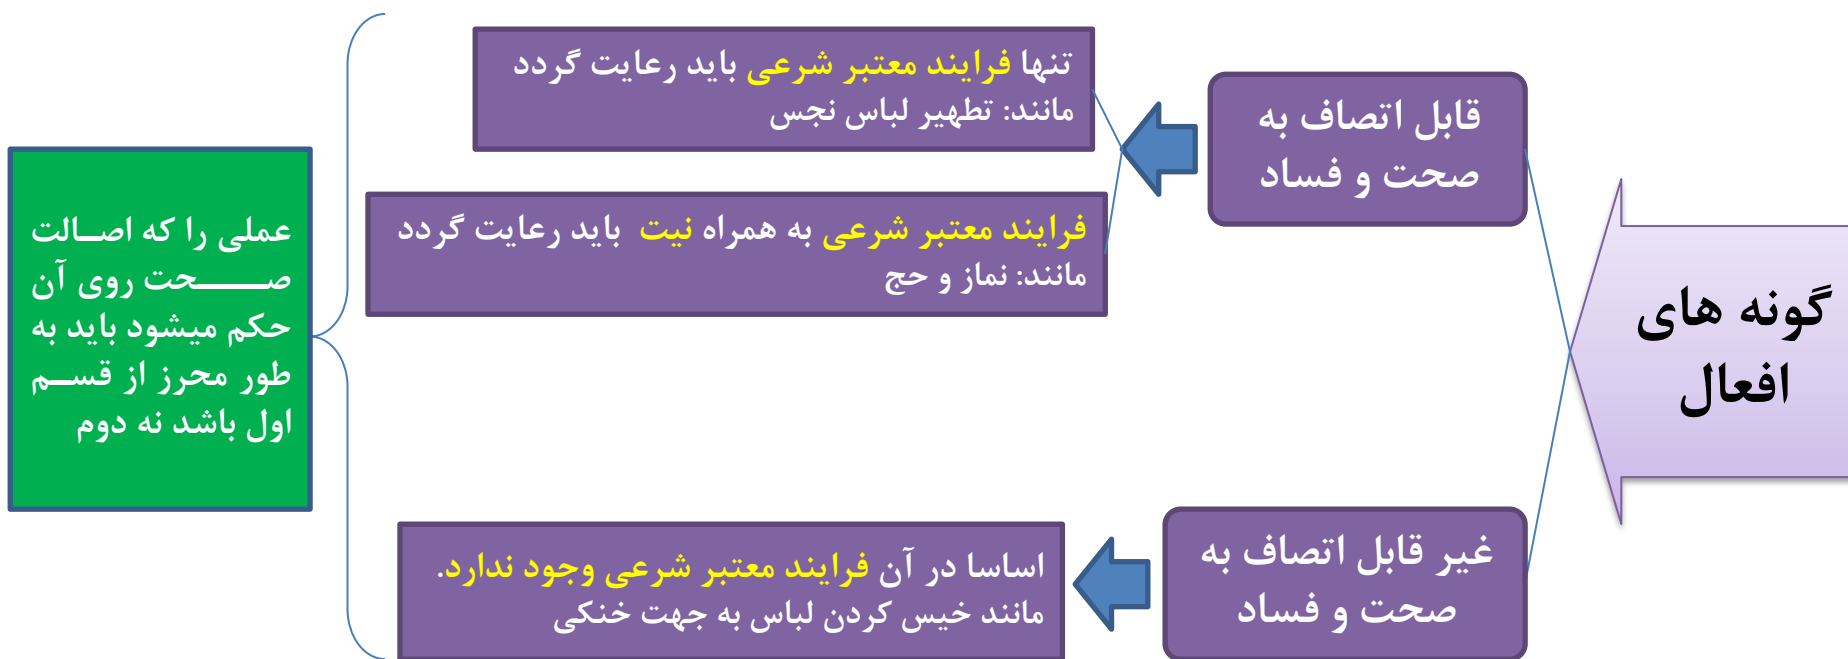 گونه های
افعال
قابل اتصاف به
صحت و فساد
تنها فرایند معتبر شرعی باید رعایت گردد
مانند: تطهیر لباس نجس
فرایند معتبر شرعی به همراه نیت باید رعایت گردد
مانند: نماز و حج
غیر قابل اتصاف به
صحت و فساد
اساسا در آن فرایند معتبر شرعی وجود ندارد.
مانند خیس کردن لباس به جهت خنکی
عملی را که اصــالت
صــــــحت روی آن
حکم میشود باید به
طور محرز از قســم
اول باشد نه دوم